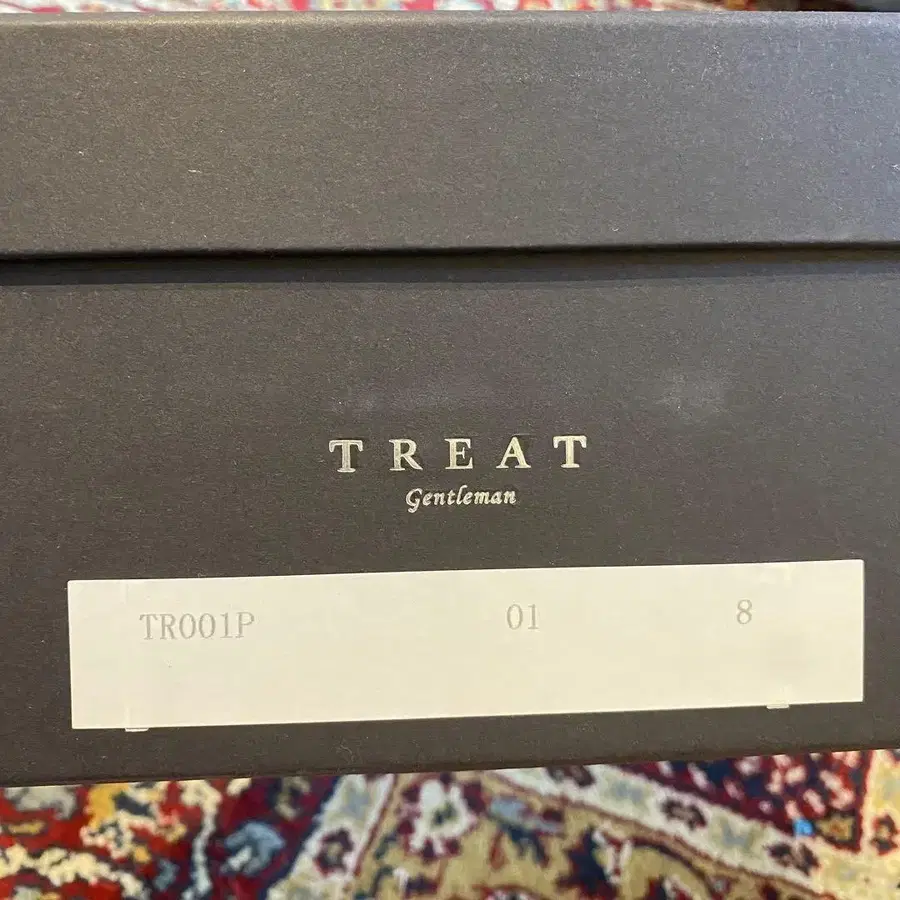 TREAT
Gentleman
TR001P 01 8